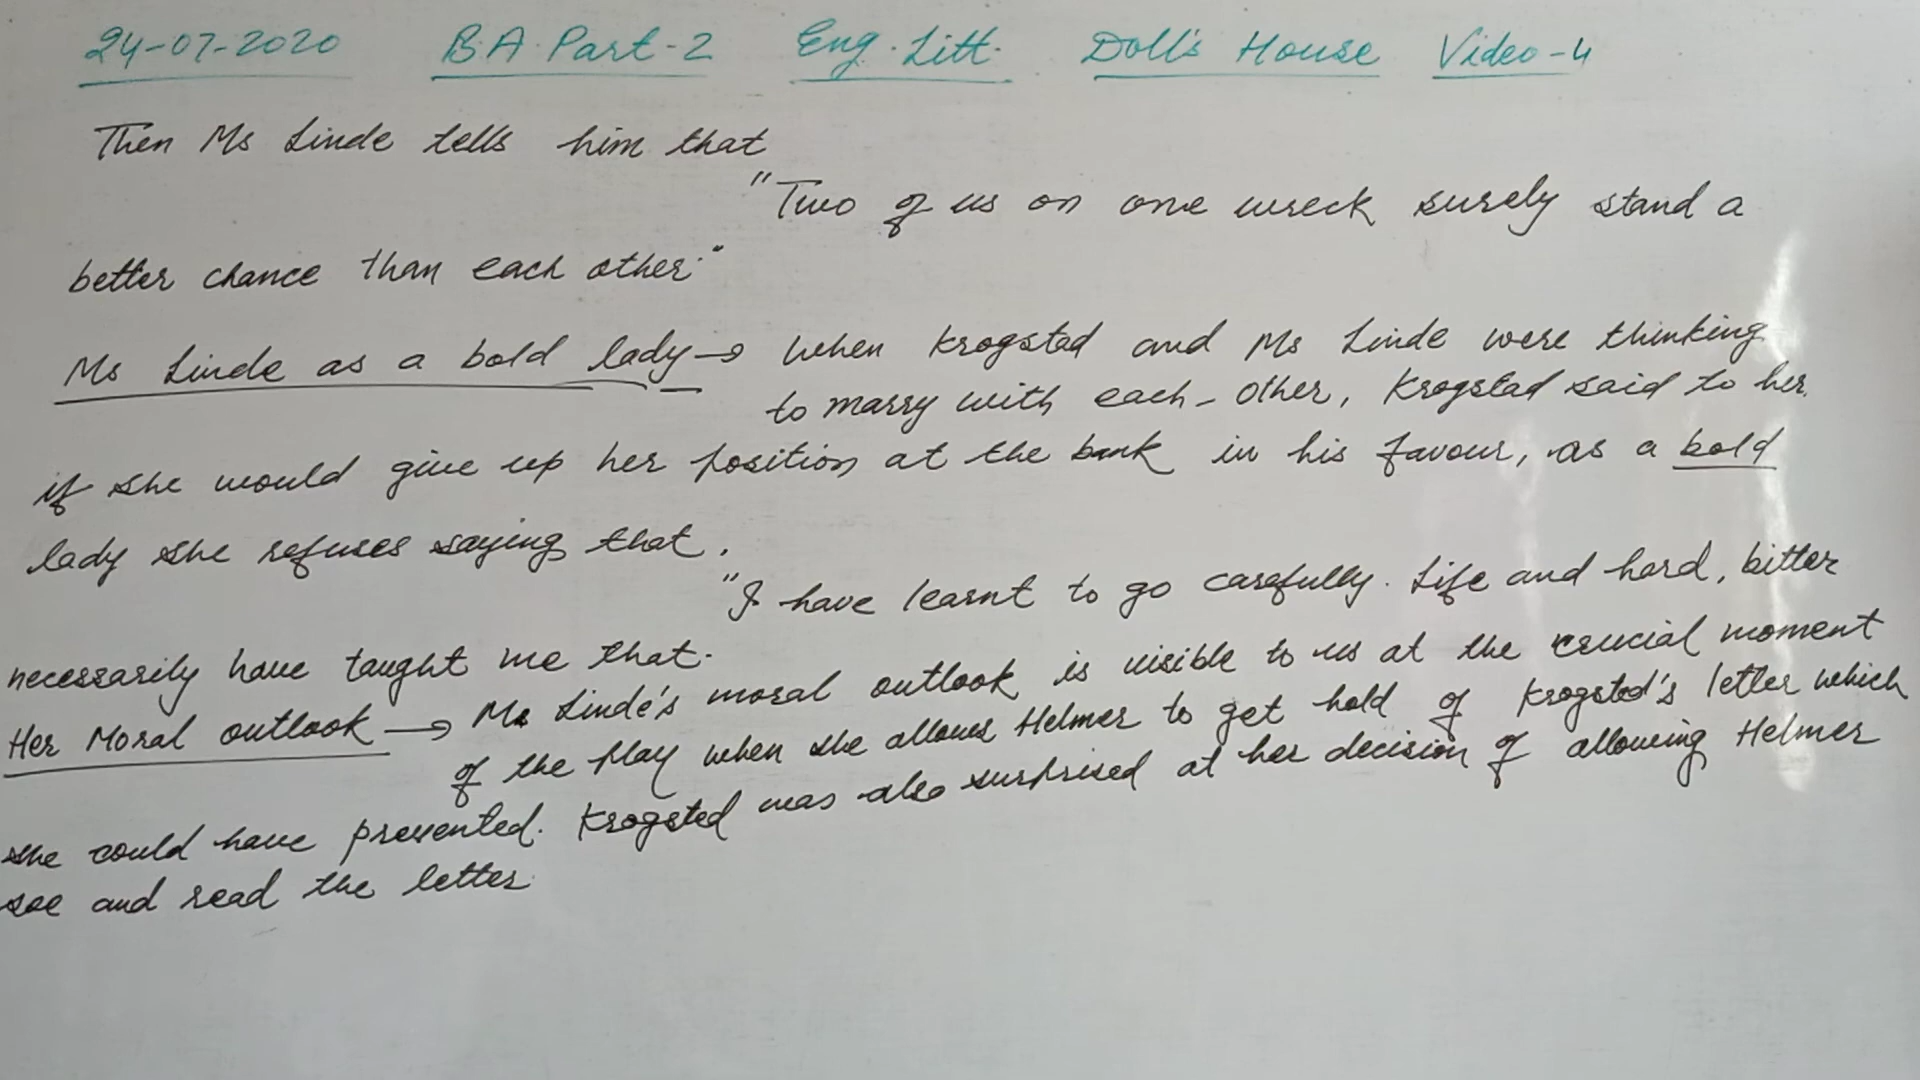 24-07-2020 B.A. Part-2 Eng. Litt. Doll's House Video-4
Then Ms Linde tells him that
"Two of us on one wreck surely stand a
better chance than each other."
Ms Linde as a bold lady → When Krogstad and Ms Linde were thinking
to marry with each-other, Krogstad said to her
if she would give up her position at the bank in his favour, as a bold
lady she refuses saying that,
"I have learnt to go carefully. Life and hard, bitter
necessarily have taught me that.
Her Moral outlook → Ms Linde's moral outlook is visible to us at the crucial moment
of the play when she allows Helmer to get hold of Krogstad's letter which
she could have prevented. Krogsted was also surprised at her decision of allowing Helmer
see and read the letter